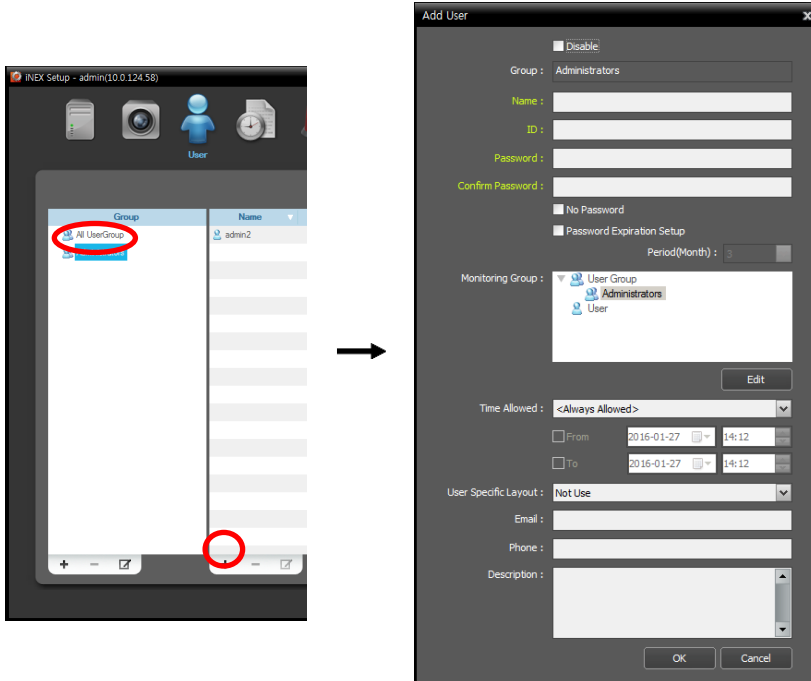 iNEX Setup - admin(10.0.124.58)
User
Group
Name
All UserGroup
admin2
Add User
x
Disable
Group :
Administrators
Name :
ID :
Password :
Confirm Password :
No Password
Password Expiration Setup
Period(Month) :
3
Monitoring Group :
User Group
Administrators
User
Edit
Time Allowed :
<Always Allowed>
From
2016-01-27
14:12
To
2016-01-27
14:12
User Specific Layout :
Not Use
Email :
Phone :
Description :
OK
Cancel